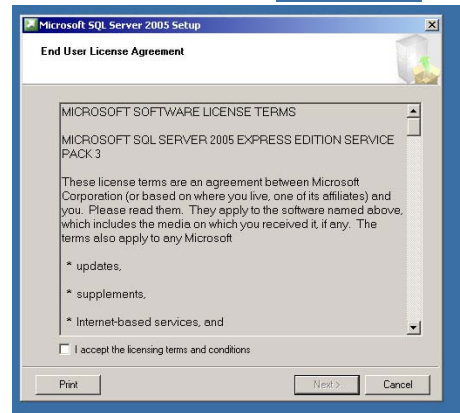 Microsoft SQL Server 2005 Setup
End User License Agreement
MICROSOFT SOFTWARE LICENSE TERMS
MICROSOFT SQL SERVER 2005 EXPRESS EDITION SERVICE
PACK 3
These license terms are an agreement between Microsoft
Corporation (or based on where you live, one of its affiliates) and
you. Please read them. They apply to the software named above,
which includes the media on which you received it, if any. The
terms also apply to any Microsoft
* updates,
* supplements,
* Internet-based services, and
I accept the licensing terms and conditions
Print
Next >
Cancel